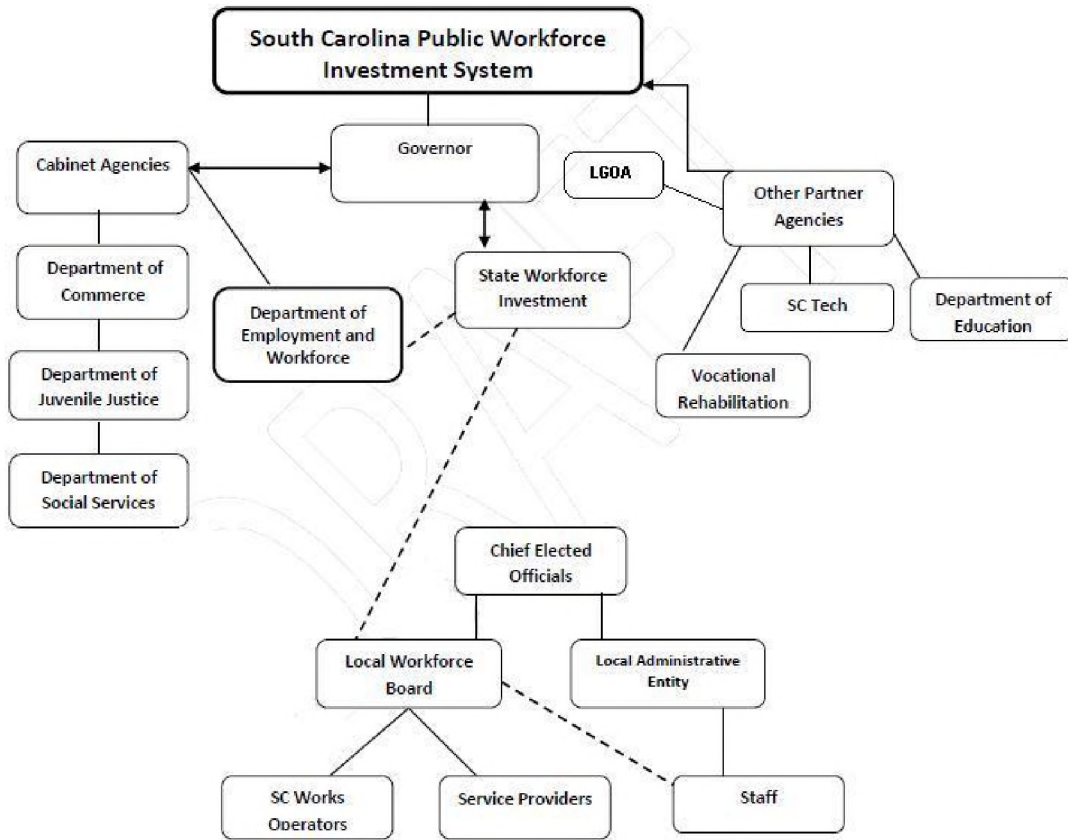 South Carolina Public Workforce
Investment System
Governor
Cabinet Agencies
LGOA
Other Partner
Agencies
Department of
Commerce
State Workforce
Investment
Department of
Employment and
Workforce
SC Tech
Department of
Education
Department of
Juvenile Justice
Vocational
Rehabilitation
Department of
Social Services
Chief Elected
Officials
Local Workforce
Board
Local Administrative
Entity
SC Works
Operators
Service Providers
Staff
DRAFT